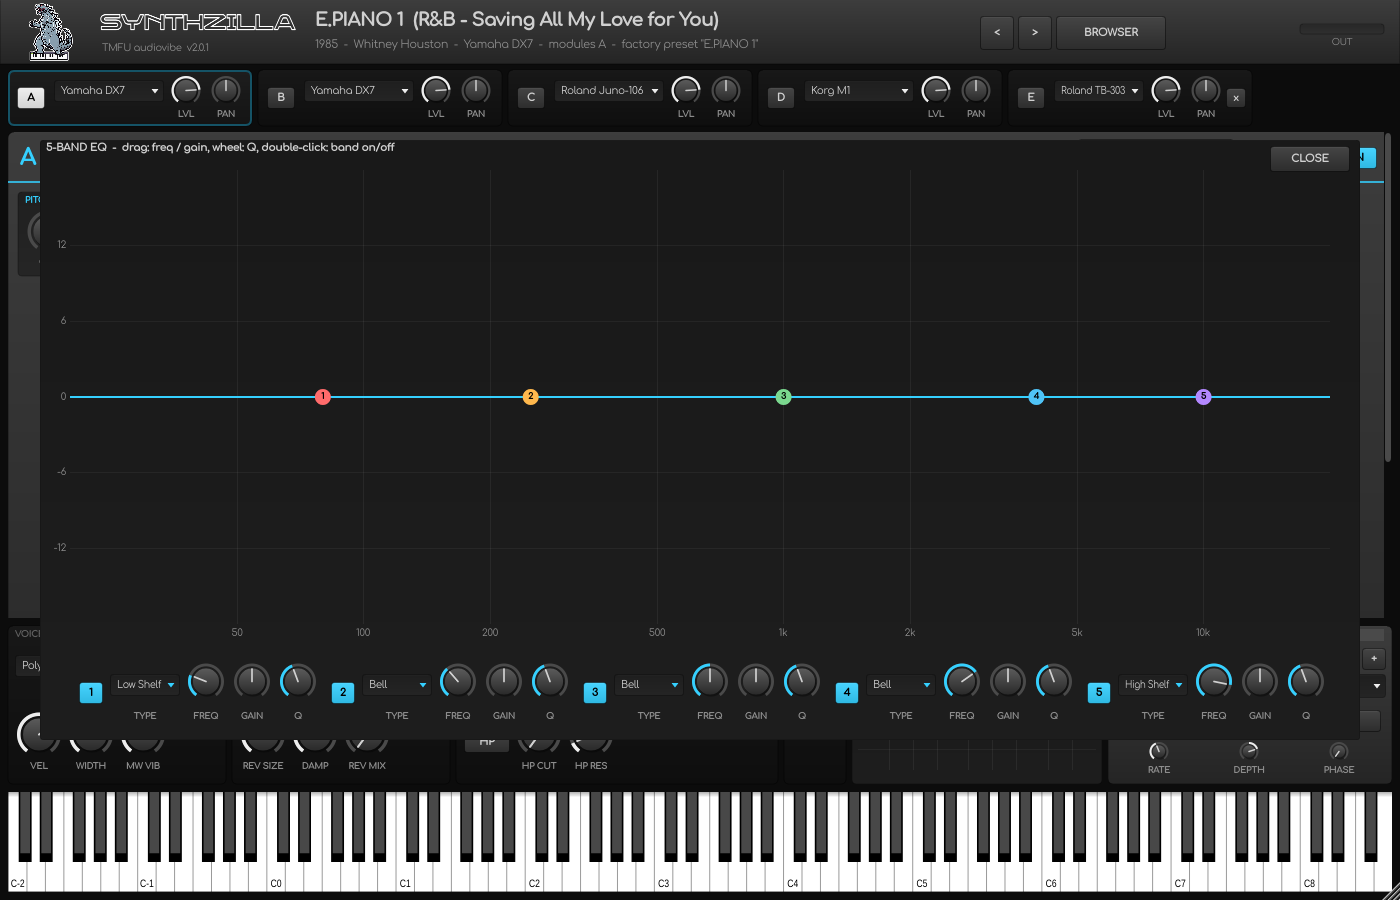 SYNTHZILLA
TMFU audiovibe v2.0.1
E.PIANO 1 (R&B - Saving All My Love for You)
1985 - Whitney Houston - Yamaha DX7 - modules A - factory preset "E.PIANO 1"
< > BROWSER
OUT
A Yamaha DX7 LVL PAN
B Yamaha DX7 LVL PAN
C Roland Juno-106 LVL PAN
D Korg M1 LVL PAN
E Roland TB-303 LVL PAN x
A
5-BAND EQ - drag: freq / gain, wheel: Q, double-click: band on/off
CLOSE
12
6
0
-6
-12
1 2 3 4 5
50 100 200 500 1k 2k 5k 10k
1 Low Shelf TYPE FREQ GAIN Q
2 Bell TYPE FREQ GAIN Q
3 Bell TYPE FREQ GAIN Q
4 Bell TYPE FREQ GAIN Q
5 High Shelf TYPE FREQ GAIN Q
+
VEL WIDTH MW VIB
REV SIZE DAMP REV MIX
HP HP CUT HP RES
RATE DEPTH PHASE
C-2 C-1 C0 C1 C2 C3 C4 C5 C6 C7 C8